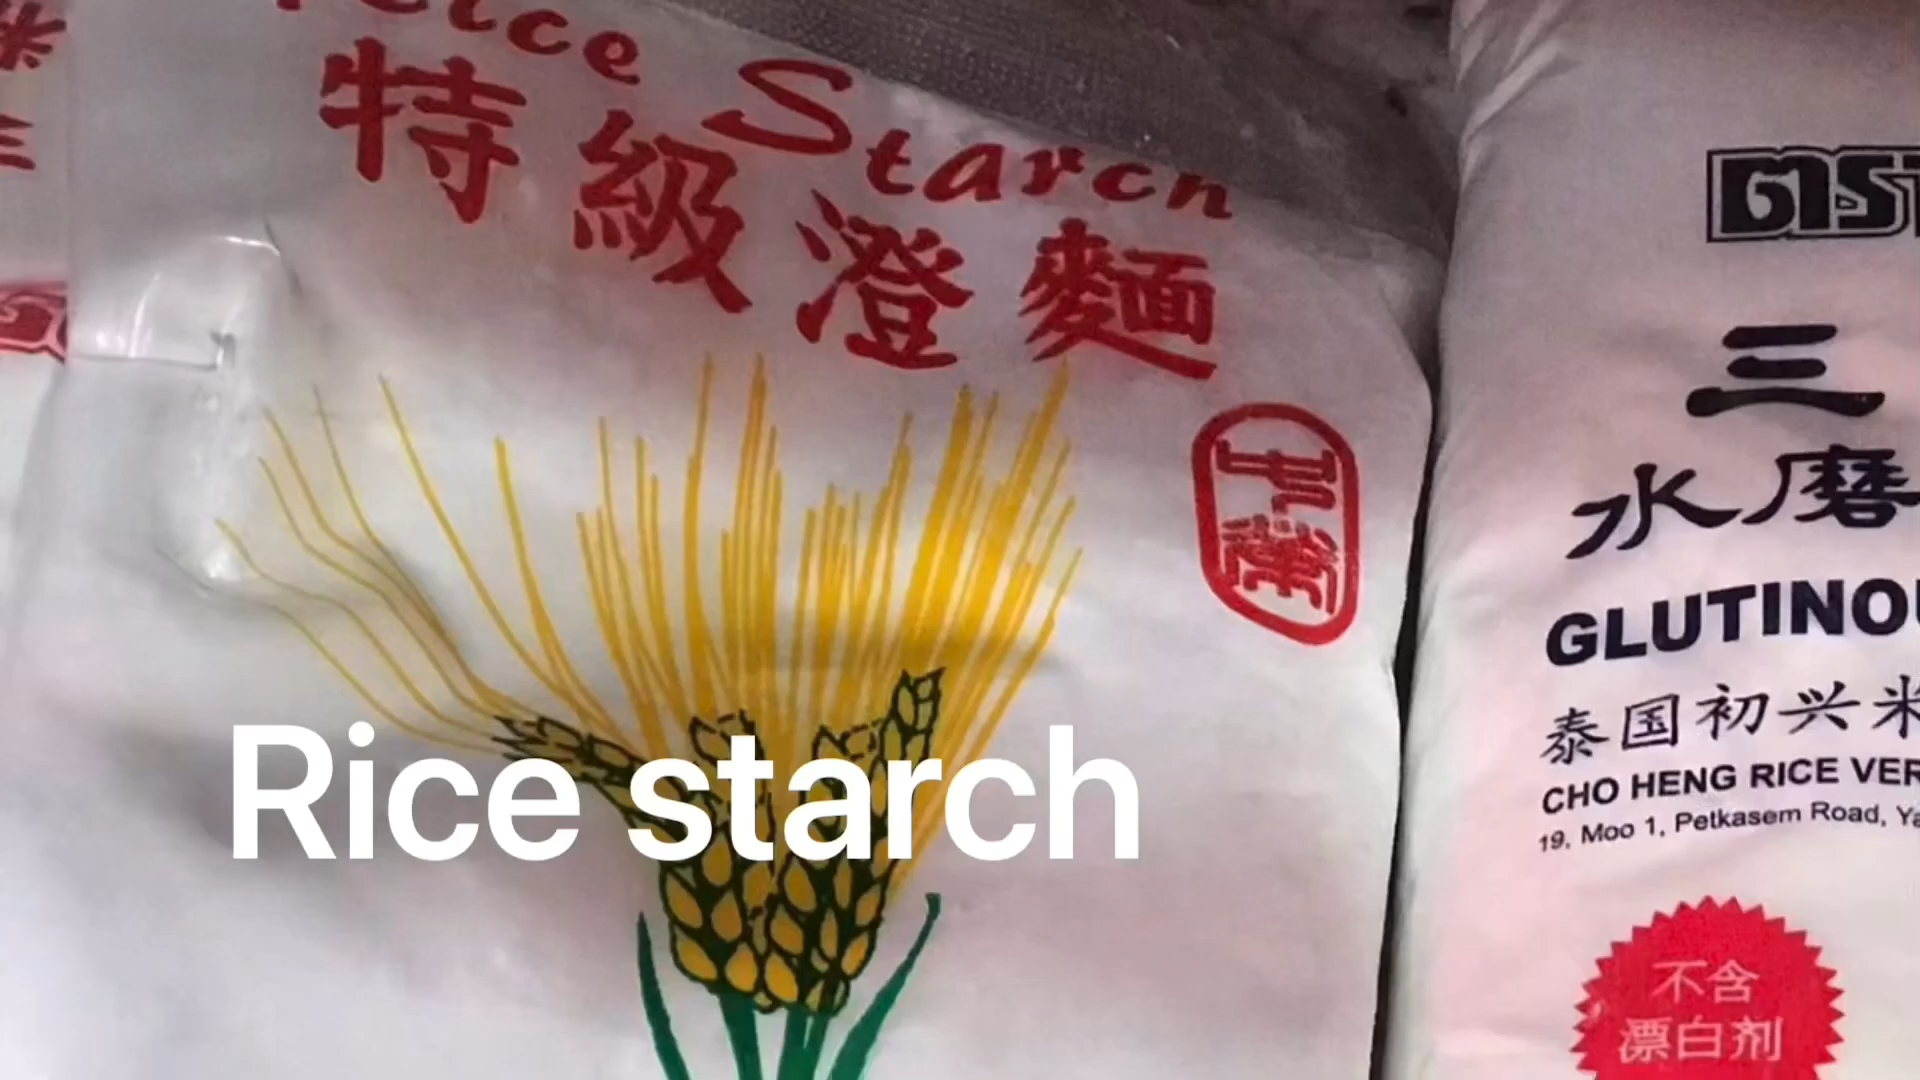 Rice Starch
特級澄麵
三
水磨
GLUTINOU
泰国初兴米
CHO HENG RICE VER
19, Moo 1, Petkasem Road, Ya
不含
漂白剂
Rice starch